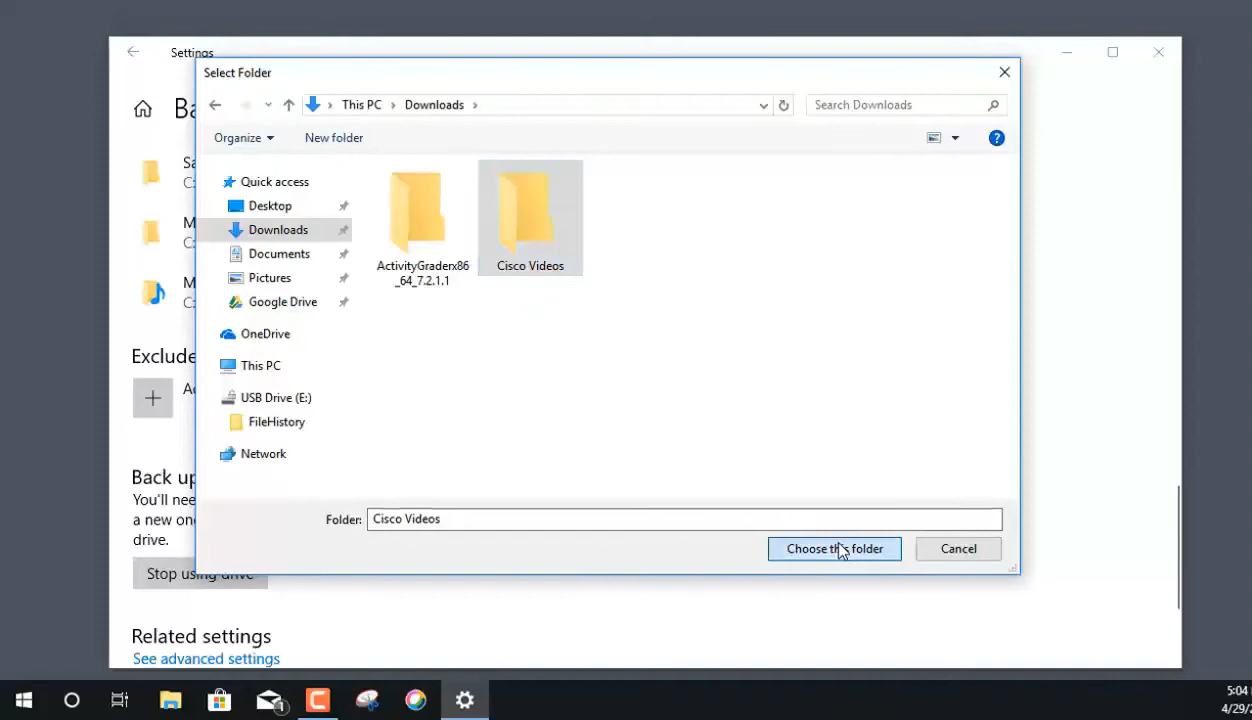 Settings
Select Folder
Ba
This PC
Downloads
Search Downloads
Organize
New folder
Sa
C:
M
C:
M
C:
Quick access
Desktop
Downloads
Documents
Pictures
Google Drive
OneDrive
This PC
USB Drive (E:)
FileHistory
Network
ActivityGraderx86
_64_7.2.1.1
Cisco Videos
Exclude
Ad
Folder: Cisco Videos
Choose this folder
Cancel
Back up
You'll nee
a new on
drive.
Stop using drive
Related settings
See advanced settings
1
5:04
4/29/2